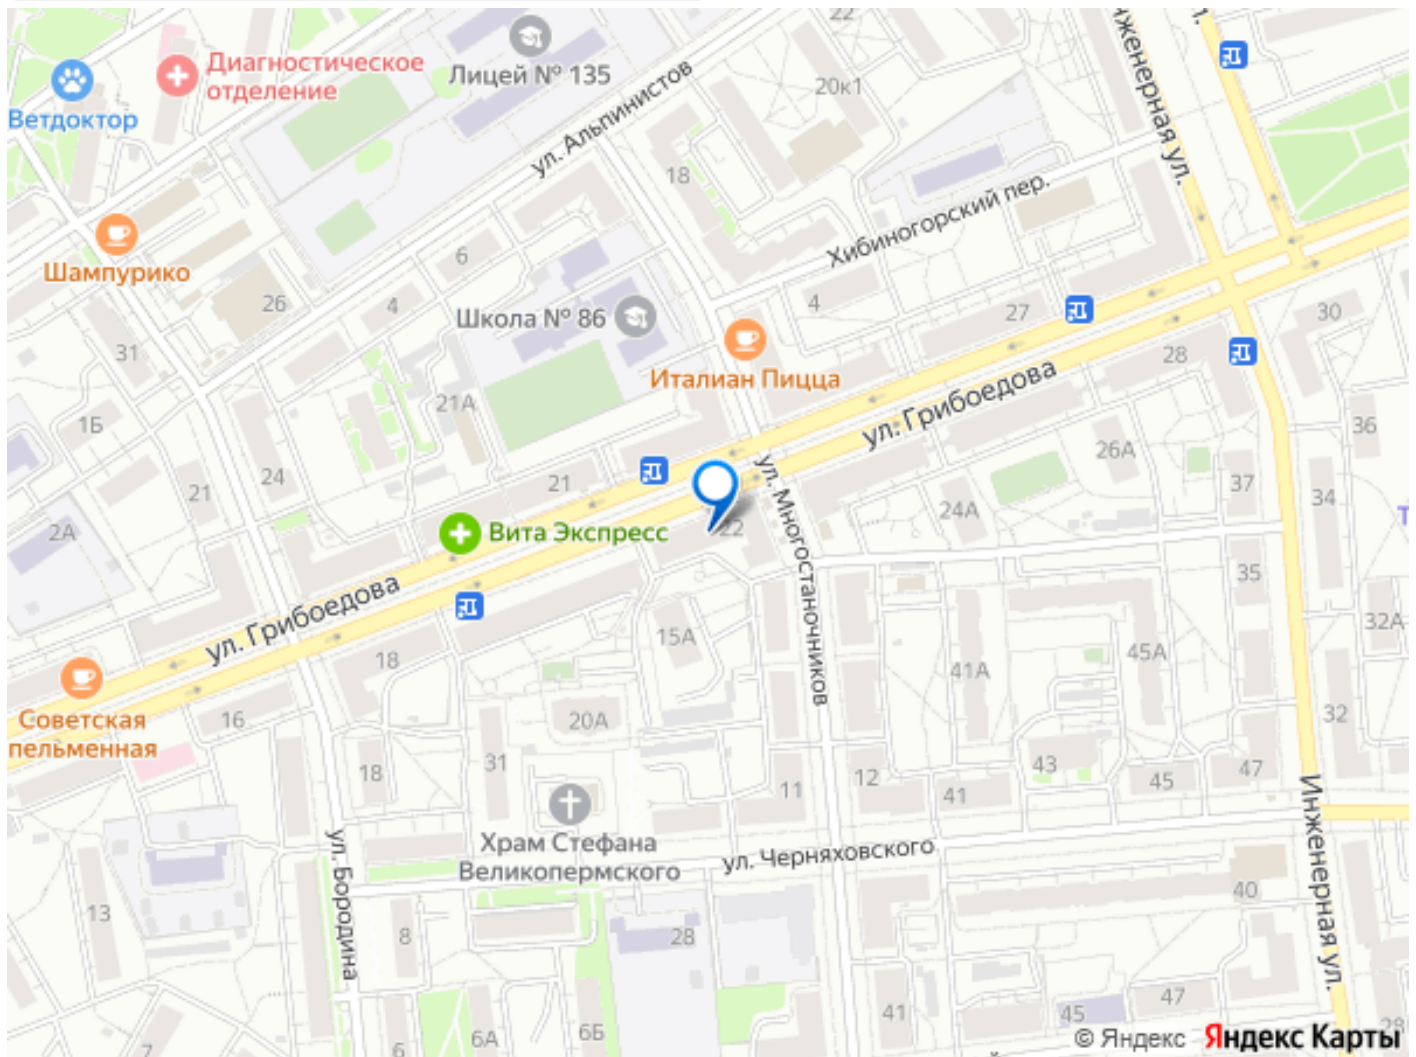 22
Инженерная ул.
Диагностическое
отделение
Лицей № 135
20к1
Ветдоктор
ул. Альпинистов
18
Хибиногорский пер.
Шампурико
6
26
4
Школа № 86
4
27
30
31
Италиан Пицца
28
21А
ул. Грибоедова
1Б
36
26А
24
21
21
37
34
24А
2А
Вита Экспресс
22
ул. Многостаночников
35
ул. Грибоедова
15А
32А
18
45А
41А
Советская
пельменная
16
20А
32
31
18
43
45
47
11
12
41
Инженерная ул.
Храм Стефана
Великопермского
ул. Черняховского
ул. Бородина
40
13
8
28
47
41
45
6А
6Б
7
6
28
© Яндекс Яндекс Карты